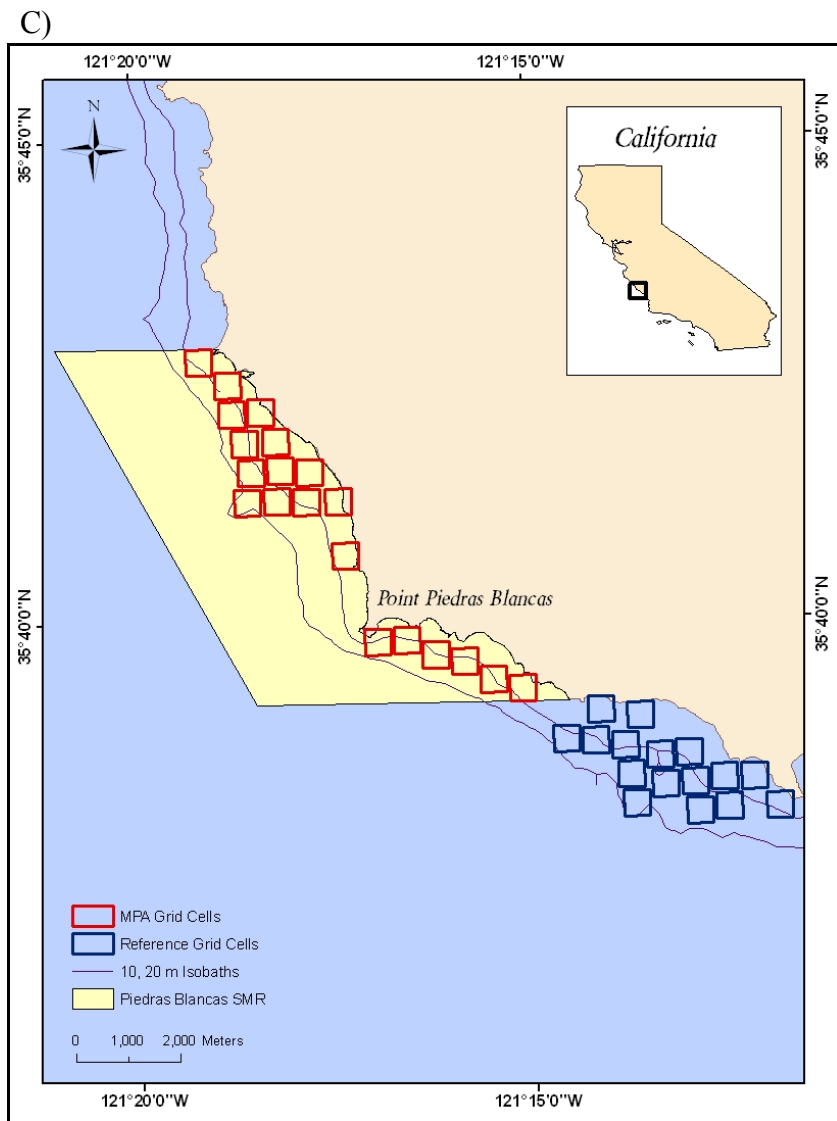 C)
121°20'0"W 121°15'0"W
N
California
35°45'0"N 35°45'0"N
Point Piedras Blancas
35°40'0"N 35°40'0"N
MPA Grid Cells
Reference Grid Cells
10, 20 m Isobaths
Piedras Blancas SMR
0 1,000 2,000 Meters
121°20'0"W 121°15'0"W